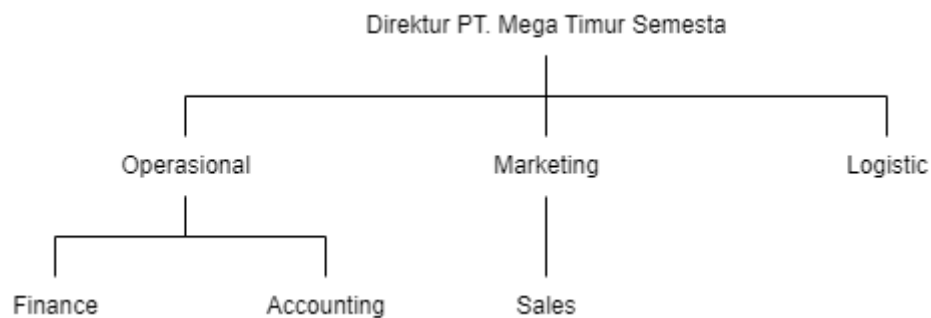 Direktur PT. Mega Timur Semesta
Operasional
Marketing
Logistic
Finance
Accounting
Sales